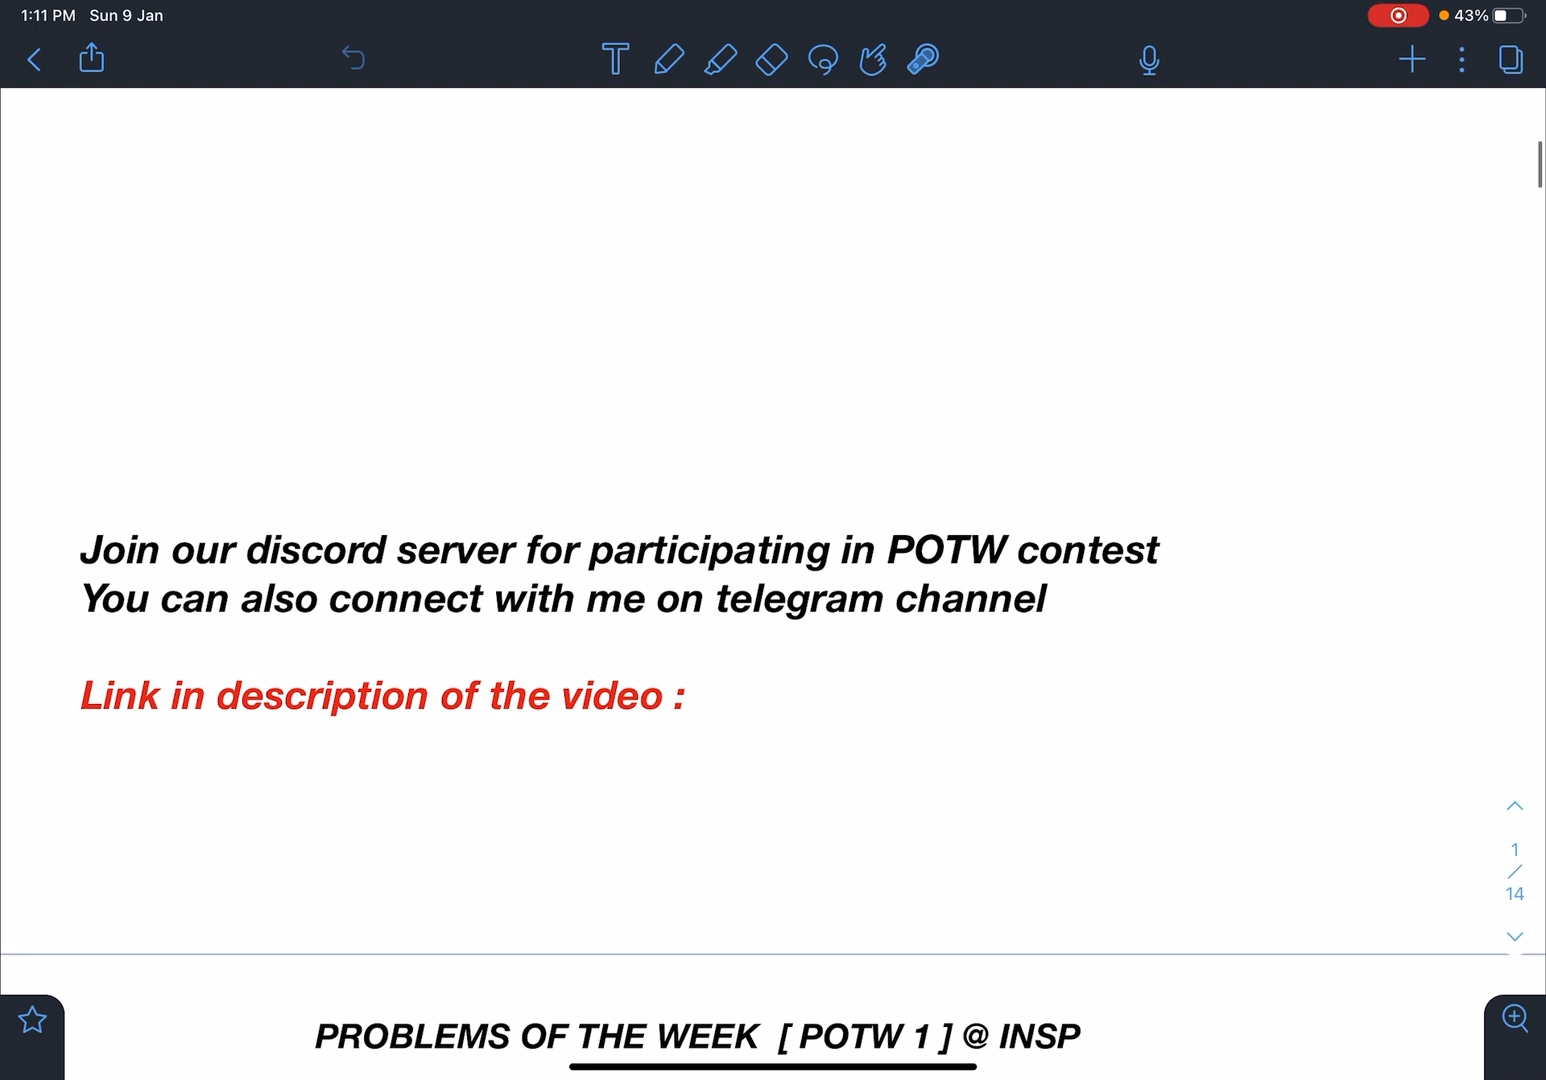 1:11 PM Sun 9 Jan
43%
Join our discord server for participating in POTW contest
You can also connect with me on telegram channel
Link in description of the video :
1
/
14
PROBLEMS OF THE WEEK [ POTW 1 ] @ INSP